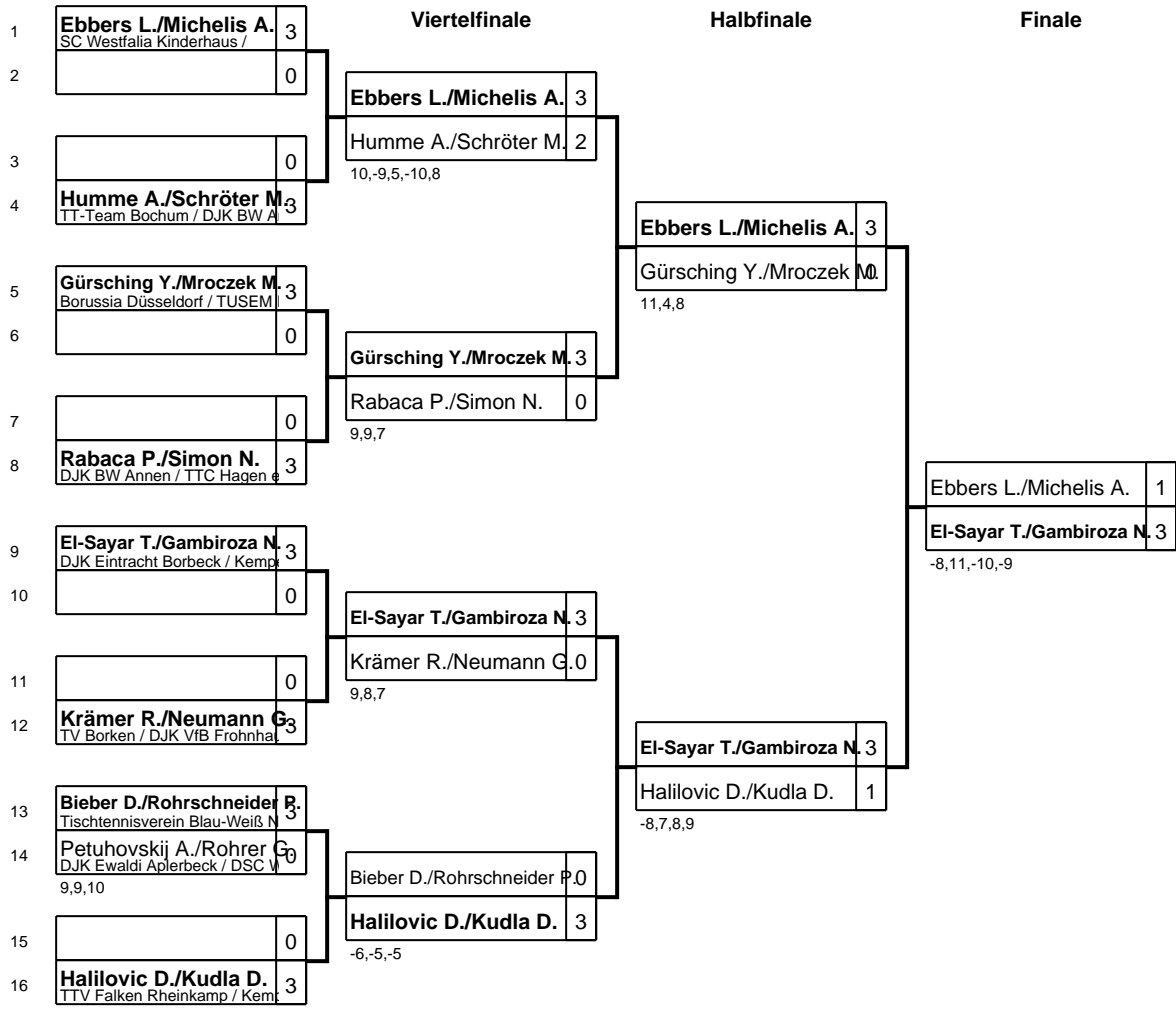 Viertelfinale
Halbfinale
Finale
1
Ebbers L./Michelis A. 3
SC Westfalia Kinderhaus /
2
0
3
0
4
Humme A./Schröter M. 3
TT-Team Bochum / DJK BW
5
Gürsching Y./Mroczek M. 3
Borussia Düsseldorf / TUSEM
6
0
7
0
8
Rabaca P./Simon N. 3
DJK BW Annen / TTC Hagen
9
El-Sayar T./Gambiroza N. 3
DJK Eintracht Borbeck /
10
0
11
0
12
Krämer R./Neumann G. 3
TV Borken / DJK VfB
13
Bieber D./Rohrschneider P. 3
Tischtennisverein Blau-Weiß
14
Petuhovskij A./Rohrer G. 0
DJK Ewaldi Aplerbeck / DSC
9,9,10
15
0
16
Halilovic D./Kudla D. 3
TTV Falken Rheinkamp /
Ebbers L./Michelis A. 3
Humme A./Schröter M. 2
10,-9,5,-10,8
Gürsching Y./Mroczek M. 3
Rabaca P./Simon N. 0
9,9,7
El-Sayar T./Gambiroza N. 3
Krämer R./Neumann G. 0
9,8,7
Bieber D./Rohrschneider P. 0
Halilovic D./Kudla D. 3
-6,-5,-5
Ebbers L./Michelis A. 3
Gürsching Y./Mroczek M. 0
11,4,8
El-Sayar T./Gambiroza N. 3
Halilovic D./Kudla D. 1
-8,7,8,9
Ebbers L./Michelis A. 1
El-Sayar T./Gambiroza N. 3
-8,11,-10,-9